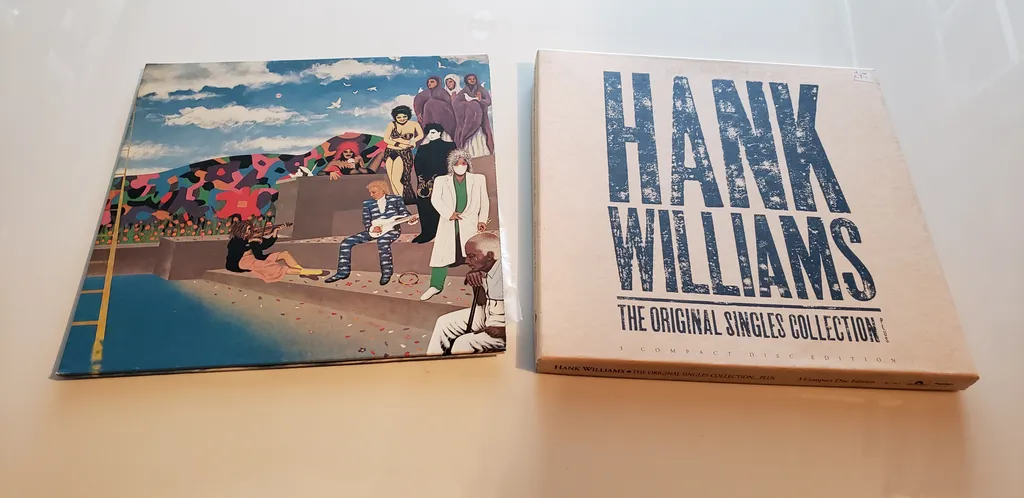 HANK
WILLIAMS
THE ORIGINAL SINGLES COLLECTION
3 COMPACT DISC EDITION
HANK WILLIAMS • THE ORIGINAL SINGLES COLLECTION...PLUS 3 Compact Disc Edition